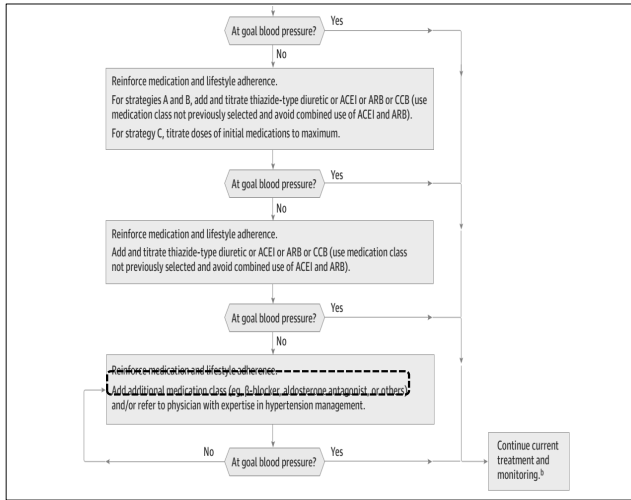 At goal blood pressure?
Yes
No
Reinforce medication and lifestyle adherence.
For strategies A and B, add and titrate thiazide-type diuretic or ACEI or ARB or CCB (use
medication class not previously selected and avoid combined use of ACEI and ARB).
For strategy C, titrate doses of initial medications to maximum.
At goal blood pressure?
Yes
No
Reinforce medication and lifestyle adherence.
Add and titrate thiazide-type diuretic or ACEI or ARB or CCB (use medication class
not previously selected and avoid combined use of ACEI and ARB).
At goal blood pressure?
Yes
No
Reinforce medication and lifestyle adherence.
Add additional medication class (eg, β-blocker, aldosterone antagonist, or others)
and/or refer to physician with expertise in hypertension management.
No
At goal blood pressure?
Yes
Continue current
treatment and
monitoring.b